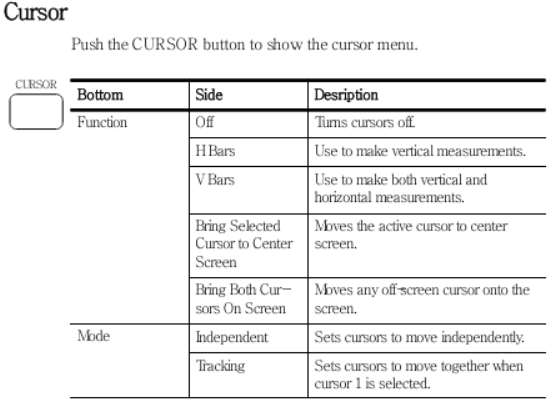 Cursor
Push the CURSOR button to show the cursor menu.
CURSOR
Bottom Side Desription
Function Off Turns cursors off.
H Bars Use to make vertical measurements.
V Bars Use to make both vertical and
horizontal measurements.
Bring Selected Moves the active cursor to center
Cursor to Center screen.
Screen
Bring Both Cur- Moves any off-screen cursor onto the
sors On Screen screen.
Mode Independent Sets cursors to move independently.
Tracking Sets cursors to move together when
cursor 1 is selected.